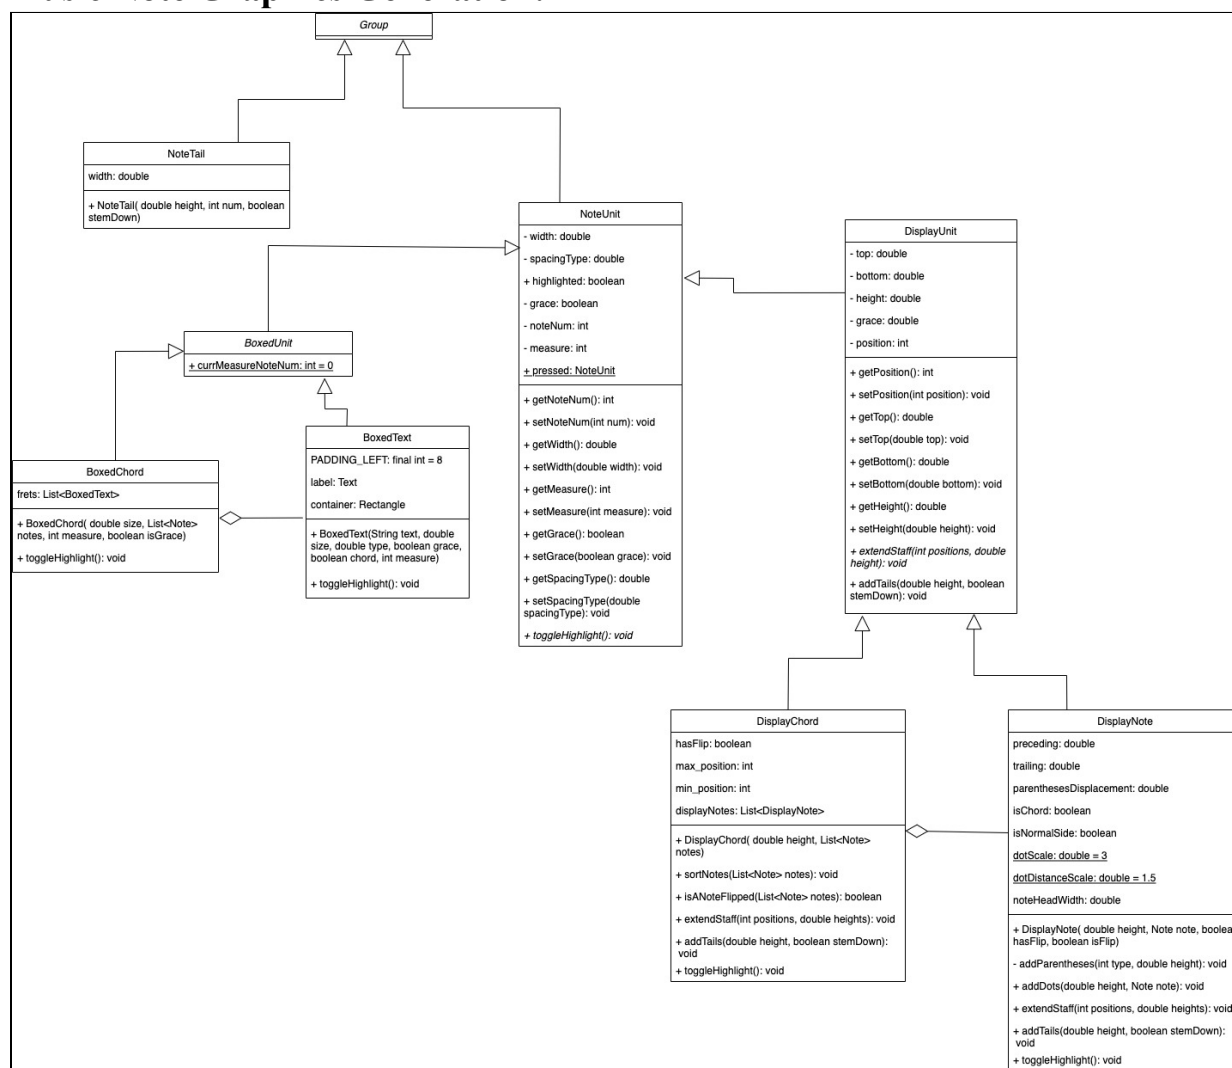 Group
NoteTail
width: double
+ NoteTail( double height, int num, boolean
stemDown)
NoteUnit
- width: double
- spacingType: double
+ highlighted: boolean
- grace: boolean
- noteNum: int
- measure: int
+ pressed: NoteUnit
+ getNoteNum(): int
+ setNoteNum(int num): void
+ getWidth(): double
+ setWidth(double width): void
+ getMeasure(): int
+ setMeasure(int measure): void
+ getGrace(): boolean
+ setGrace(boolean grace): void
+ getSpacingType(): double
+ setSpacingType(double
spacingType): void
+ toggleHighlight(): void
DisplayUnit
- top: double
- bottom: double
- height: double
- grace: double
- position: int
+ getPosition(): int
+ setPosition(int position): void
+ getTop(): double
+ setTop(double top): void
+ getBottom(): double
+ setBottom(double bottom): void
+ getHeight(): double
+ setHeight(double height): void
+ extendStaff(int positions, double
height): void
+ addTails(double height, boolean
stemDown): void
BoxedUnit
+ currMeasureNoteNum: int = 0
BoxedText
PADDING_LEFT: final int = 8
label: Text
container: Rectangle
+ BoxedText(String text, double
size, double type, boolean grace,
boolean chord, int measure)
+ toggleHighlight(): void
BoxedChord
frets: List<BoxedText>
+ BoxedChord( double size, List<Note>
notes, int measure, boolean isGrace)
+ toggleHighlight(): void
DisplayChord
hasFlip: boolean
max_position: int
min_position: int
displayNotes: List<DisplayNote>
+ DisplayChord( double height, List<Note>
notes)
+ sortNotes(List<Note> notes): void
+ isANoteFlipped(List<Note> notes): boolean
+ extendStaff(int positions, double heights): void
+ addTails(double height, boolean stemDown):
void
+ toggleHighlight(): void
DisplayNote
preceding: double
trailing: double
parenthesesDisplacement: double
isChord: boolean
isNormalSide: boolean
dotScale: double = 3
dotDistanceScale: double = 1.5
noteHeadWidth: double
+ DisplayNote( double height, Note note, boolea
hasFlip, boolean isFlip)
- addParentheses(int type, double height): void
+ addDots(double height, Note note): void
+ extendStaff(int positions, double heights): void
+ addTails(double height, boolean stemDown):
void
+ toggleHighlight(): void